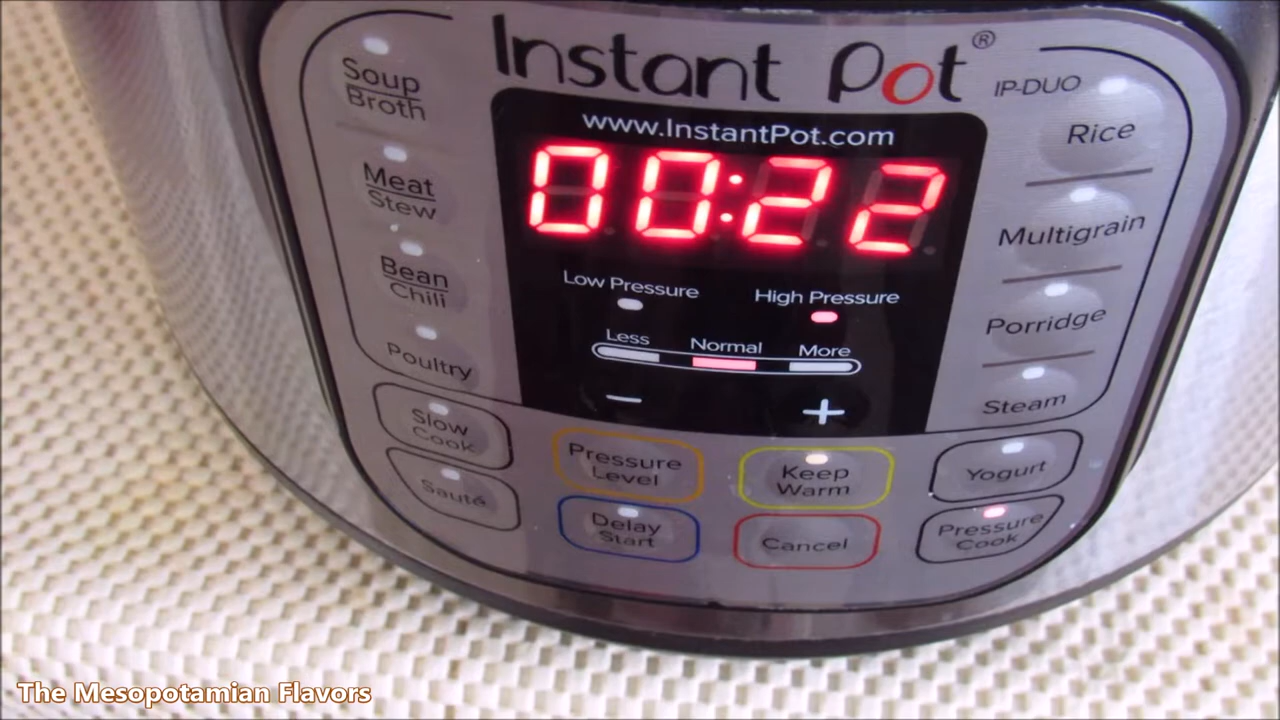 Instant Pot®
IP-DUO
www.InstantPot.com
00:22
Low Pressure
High Pressure
Less
Normal
More
−
+
Soup
Broth
Meat
Stew
Bean
Chili
Poultry
Slow
Cook
Sauté
Pressure
Level
Keep
Warm
Delay
Start
Cancel
Rice
Multigrain
Porridge
Steam
Yogurt
Pressure
Cook
The Mesopotamian Flavors